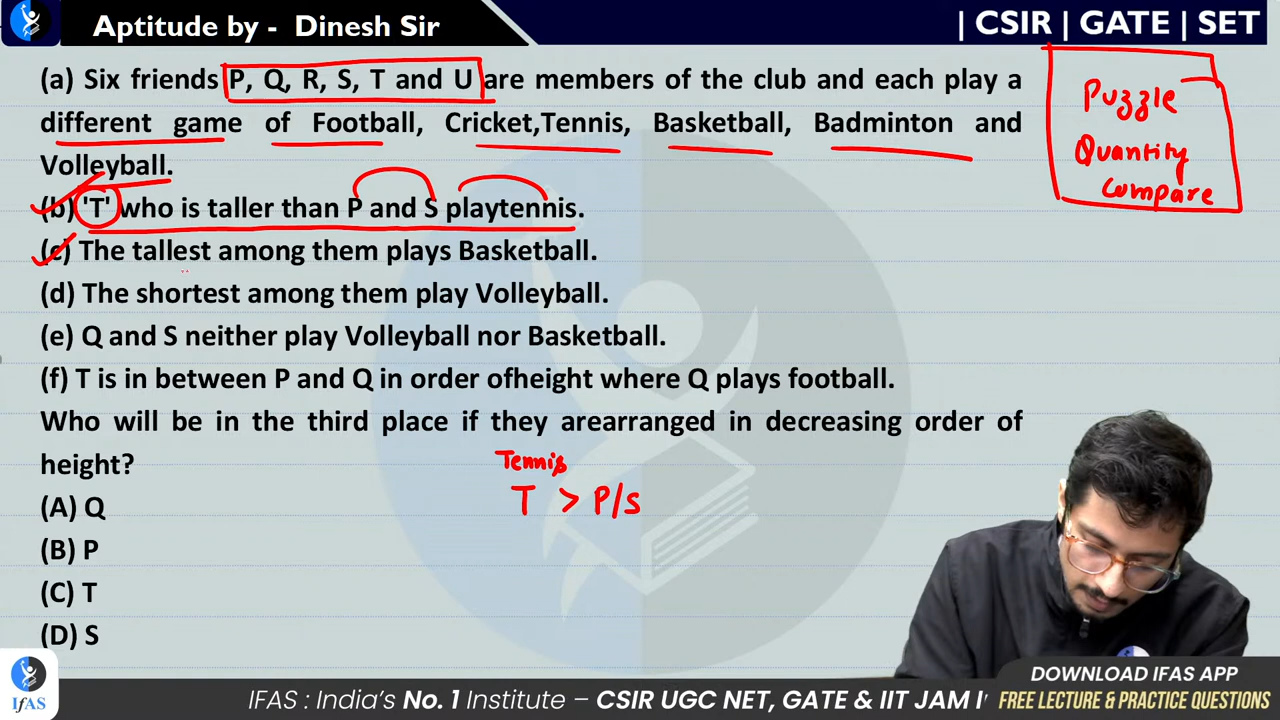 Aptitude by - Dinesh Sir
| CSIR | GATE | SET
(a) Six friends P, Q, R, S, T and U are members of the club and each play a
different game of Football, Cricket,Tennis, Basketball, Badminton and
Volleyball.
(b) 'T' who is taller than P and S playtennis.
(c) The tallest among them plays Basketball.
(d) The shortest among them play Volleyball.
(e) Q and S neither play Volleyball nor Basketball.
(f) T is in between P and Q in order ofheight where Q plays football.
Who will be in the third place if they arearranged in decreasing order of
height?
(A) Q
(B) P
(C) T
(D) S
Puzzle
Quantity
Compare
Tennis
T > P/S
IFAS
IFAS : India's No. 1 Institute – CSIR UGC NET, GATE & IIT JAM I
DOWNLOAD IFAS APP
FREE LECTURE & PRACTICE QUESTIONS